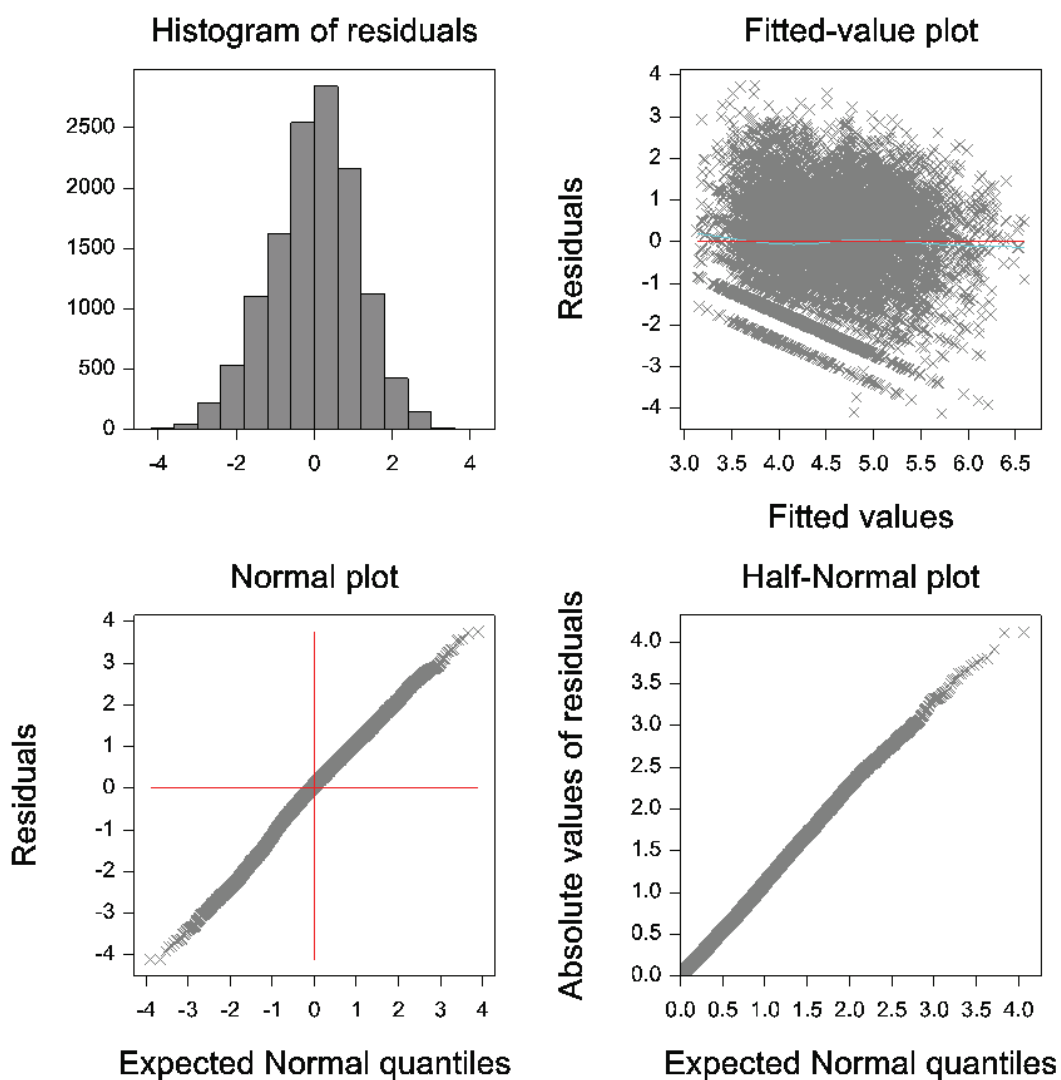 Histogram of residuals
2500
2000
1500
1000
500
0
-4 -2 0 2 4
Fitted-value plot
Residuals
4
3
2
1
0
-1
-2
-3
-4
3.0 3.5 4.0 4.5 5.0 5.5 6.0 6.5
Fitted values
Normal plot
Residuals
4
3
2
1
0
-1
-2
-3
-4
-4 -3 -2 -1 0 1 2 3 4
Expected Normal quantiles
Half-Normal plot
Absolute values of residuals
4.0
3.5
3.0
2.5
2.0
1.5
1.0
0.5
0.0
0.0 0.5 1.0 1.5 2.0 2.5 3.0 3.5 4.0
Expected Normal quantiles